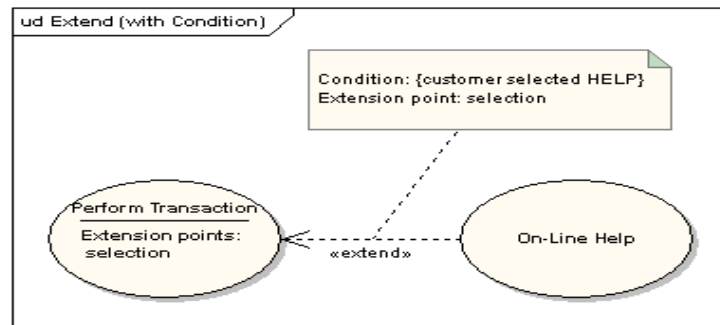 ud Extend (with Condition)
Condition: {customer selected HELP}
Extension point: selection
Perform Transaction
Extension points:
selection
«extend»
On-Line Help